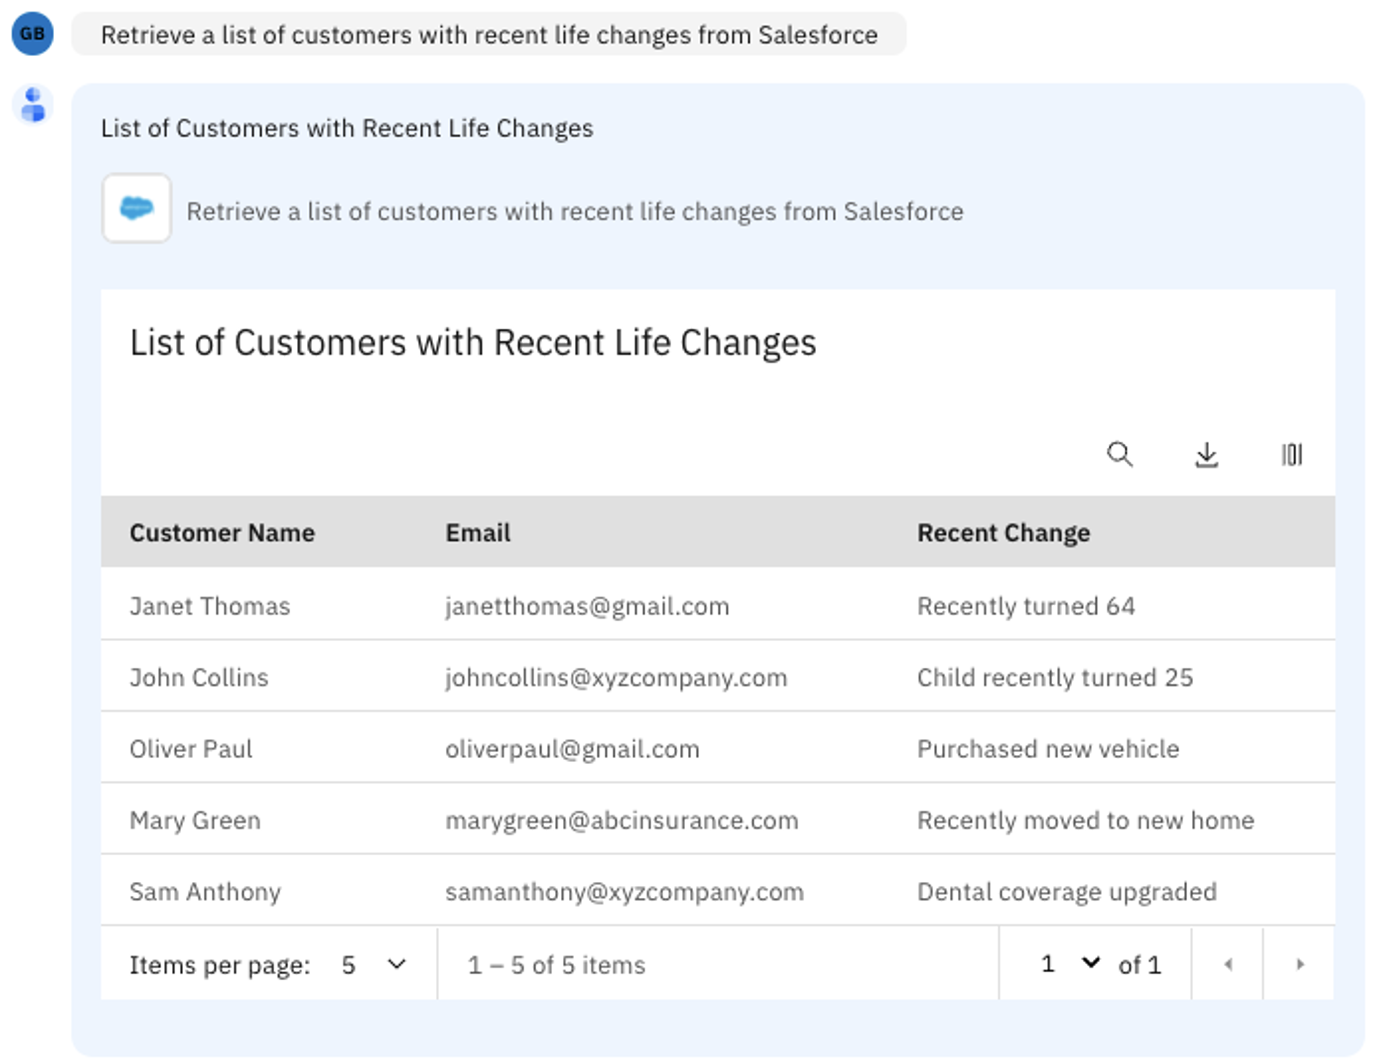 GB Retrieve a list of customers with recent life changes from Salesforce
List of Customers with Recent Life Changes
Retrieve a list of customers with recent life changes from Salesforce
List of Customers with Recent Life Changes
Customer Name Email Recent Change
Janet Thomas janetthomas@gmail.com Recently turned 64
John Collins johncollins@xyzcompany.com Child recently turned 25
Oliver Paul oliverpaul@gmail.com Purchased new vehicle
Mary Green marygreen@abcinsurance.com Recently moved to new home
Sam Anthony samanthony@xyzcompany.com Dental coverage upgraded
Items per page: 5 1 – 5 of 5 items 1 of 1